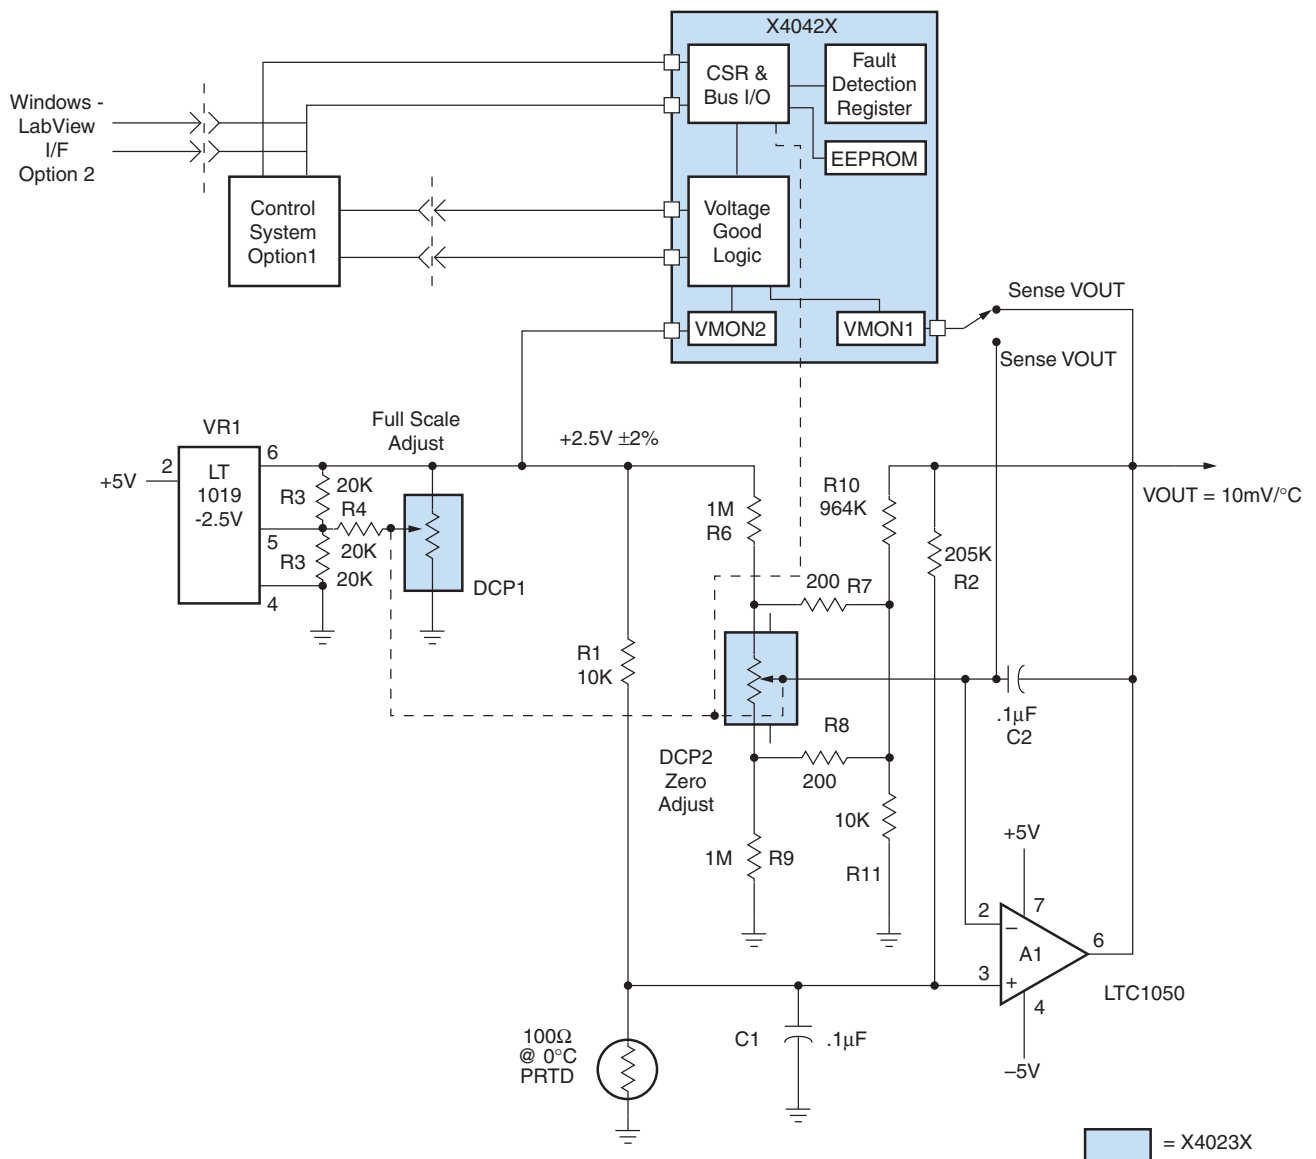 X4042X
CSR &
Bus I/O
Fault
Detection
Register
EEPROM
Windows -
LabView
I/F
Option 2
Control
System
Option1
Voltage
Good
Logic
VMON2
VMON1
Sense VOUT
Sense VOUT
VR1
Full Scale
Adjust
+2.5V ±2%
2
6
+5V
LT
1019
-2.5V
R3
20K
R4
20K
5
R3
20K
4
DCP1
1M
R6
R10
964K
VOUT = 10mV/°C
205K
R2
200
R7
R1
10K
R8
200
.1µF
C2
DCP2
Zero
Adjust
10K
R11
1M
R9
+5V
2
7
–
A1
6
3
+
4
LTC1050
–5V
100Ω
@ 0°C
PRTD
C1
.1µF
= X4023X